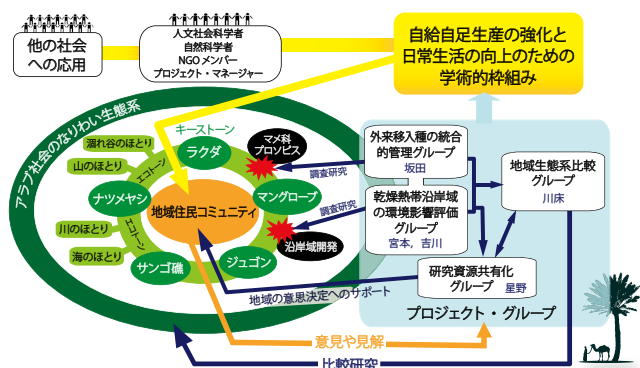 他の社会
への応用
人文社会科学者
自然科学者
NGOメンバー
プロジェクト・マネージャー
自給自足生産の強化と
日常生活の向上のための
学術的枠組み
アラブ社会のなりわい生態系
キーストーン
涸れ谷のほとり
山のほとり
川のほとり
海のほとり
エコトーン
エコトーン
ラクダ
ナツメヤシ
マングローブ
サンゴ礁
ジュゴン
地域住民コミュニティ
マメ科
プロソピス
沿岸域開発
調査研究
調査研究
外来移入種の統合
的管理グループ
坂田
乾燥熱帯沿岸域
の環境影響評価
グループ
宮本，吉川
地域生態系比較
グループ
川床
研究資源共有化
グループ 星野
プロジェクト・グループ
地域の意思決定へのサポート
意見や見解
比較研究